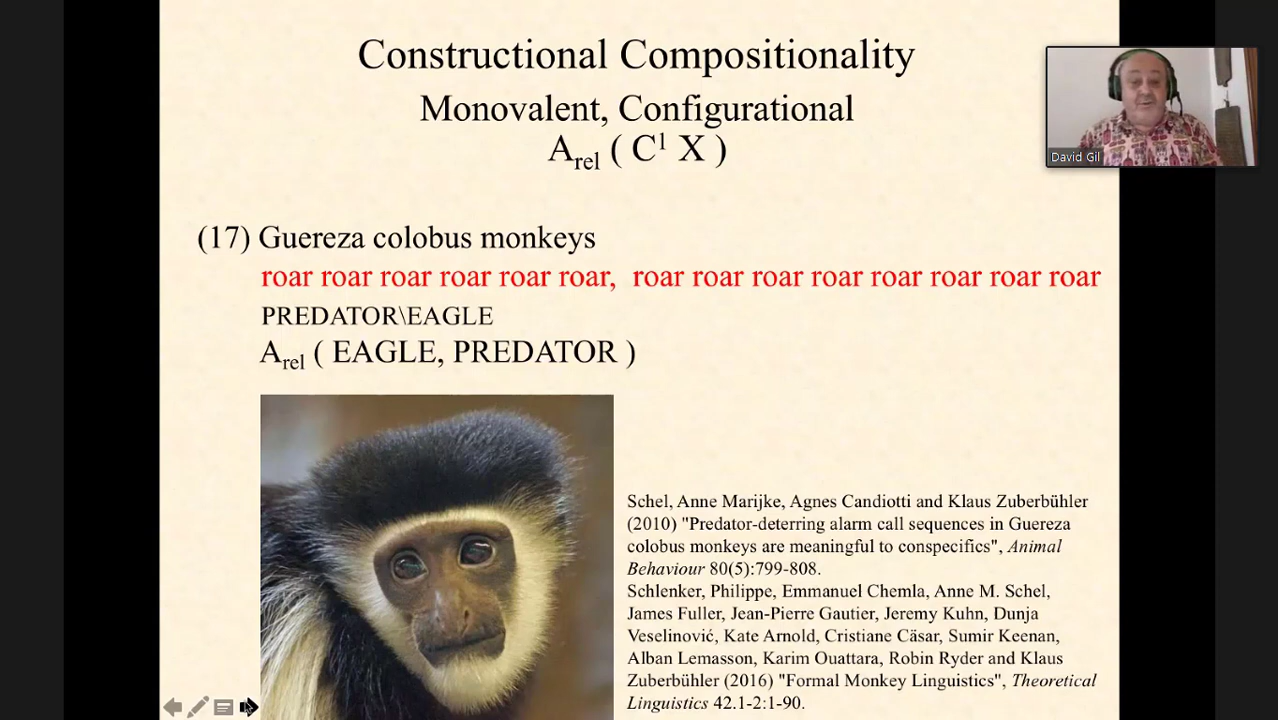 Constructional Compositionality
Monovalent, Configurational
Arel ( C¹ X )
David Gil
(17) Guereza colobus monkeys
roar roar roar roar roar roar, roar roar roar roar roar roar roar roar
PREDATOR\EAGLE
Arel ( EAGLE, PREDATOR )
Schel, Anne Marijke, Agnes Candiotti and Klaus Zuberbühler
(2010) "Predator-deterring alarm call sequences in Guereza
colobus monkeys are meaningful to conspecifics", Animal
Behaviour 80(5):799-808.
Schlenker, Philippe, Emmanuel Chemla, Anne M. Schel,
James Fuller, Jean-Pierre Gautier, Jeremy Kuhn, Dunja
Veselinović, Kate Arnold, Cristiane Cäsar, Sumir Keenan,
Alban Lemasson, Karim Ouattara, Robin Ryder and Klaus
Zuberbühler (2016) "Formal Monkey Linguistics", Theoretical
Linguistics 42.1-2:1-90.